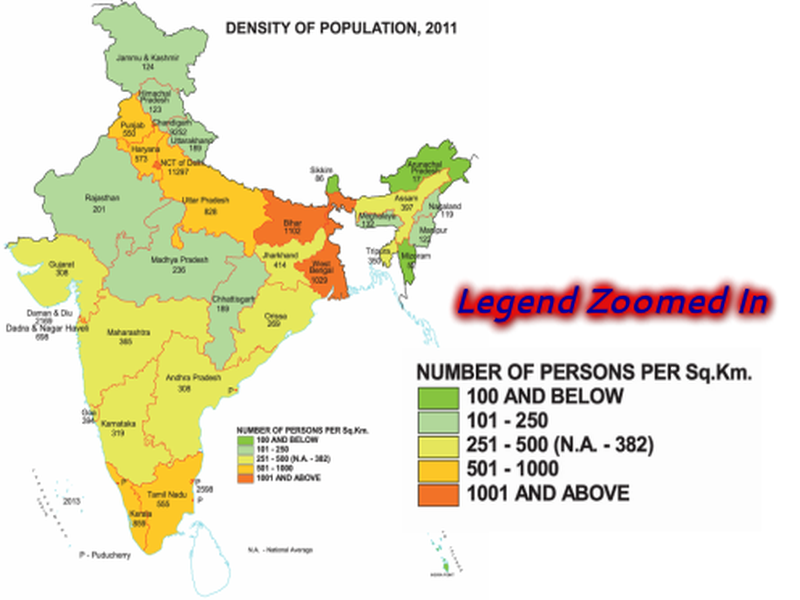 DENSITY OF POPULATION, 2011
Jammu & Kashmir
124
Himachal
Pradesh
123
Punjab
550
Chandigarh
9252
Uttarakhand
189
Haryana
573
NCT of Delhi
11297
Rajasthan
201
Uttar Pradesh
828
Bihar
1102
Sikkim
86
Arunachal
Pradesh
17
Assam
397
Nagaland
119
Meghalaya
132
Manipur
122
Tripura
350
Mizoram
Gujarat
308
Madhya Pradesh
236
Jharkhand
414
West
Bengal
1029
Chhattisgarh
189
Orissa
269
Daman & Diu
2169
Dadra & Nagar Haveli
698
Maharashtra
365
Andhra Pradesh
308
P
Goa
394
Karnataka
319
P
P
2598
P
Tamil Nadu
555
Kerala
859
2013
P - Puducherry
N.A. - National Average
NUMBER OF PERSONS PER Sq.Km.
100 AND BELOW
101 - 250
251 - 500 (N.A. - 382)
501 - 1000
1001 AND ABOVE
Legend Zoomed In
NUMBER OF PERSONS PER Sq.Km.
100 AND BELOW
101 - 250
251 - 500 (N.A. - 382)
501 - 1000
1001 AND ABOVE